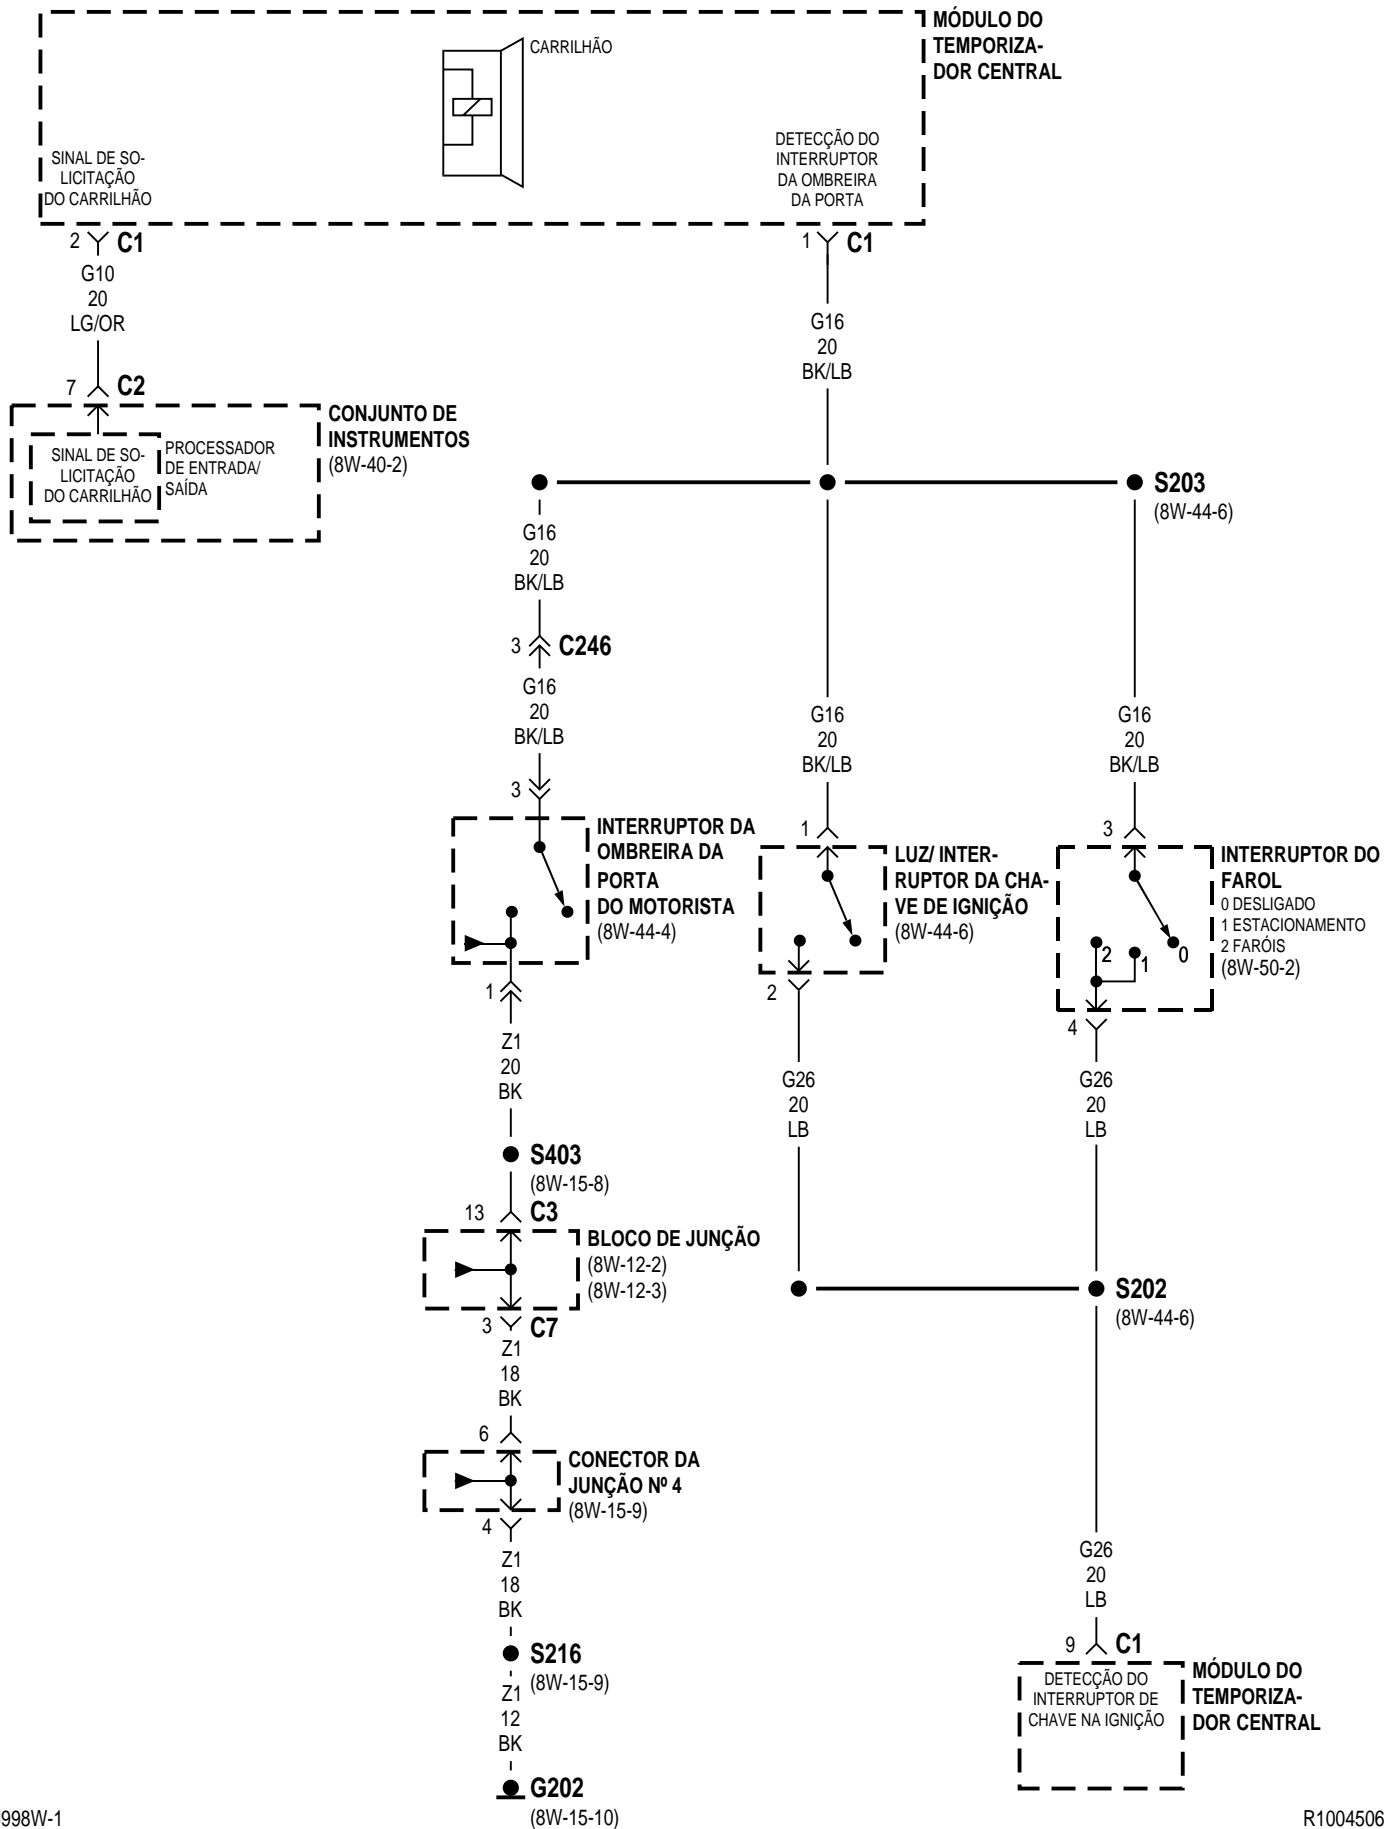 MÓDULO DO
TEMPORIZA-
DOR CENTRAL
CARRILHÃO
SINAL DE SO-
LICITAÇÃO
DO CARRILHÃO
DETECÇÃO DO
INTERRUPTOR
DA OMBREIRA
DA PORTA
2 C1
1 C1
G10
20
LG/OR
G16
20
BK/LB
7 C2
CONJUNTO DE
INSTRUMENTOS
(8W-40-2)
SINAL DE SO-
LICITAÇÃO
DO CARRILHÃO
PROCESSADOR
DE ENTRADA/
SAÍDA
S203
(8W-44-6)
G16
20
BK/LB
3 C246
G16
20
BK/LB
G16
20
BK/LB
G16
20
BK/LB
3
1
3
INTERRUPTOR DA
OMBREIRA DA
PORTA
DO MOTORISTA
(8W-44-4)
LUZ/ INTER-
RUPTOR DA CHA-
VE DE IGNIÇÃO
(8W-44-6)
INTERRUPTOR DO
FAROL
0 DESLIGADO
1 ESTACIONAMENTO
2 FARÓIS
(8W-50-2)
2 1 0
1
2
4
Z1
20
BK
G26
20
LB
G26
20
LB
S403
(8W-15-8)
13 C3
BLOCO DE JUNÇÃO
(8W-12-2)
(8W-12-3)
S202
(8W-44-6)
3 C7
Z1
18
BK
6
CONECTOR DA
JUNÇÃO Nº 4
(8W-15-9)
4
Z1
18
BK
G26
20
LB
S216
(8W-15-9)
9 C1
Z1
12
BK
DETECÇÃO DO
INTERRUPTOR DE
CHAVE NA IGNIÇÃO
MÓDULO DO
TEMPORIZA-
DOR CENTRAL
G202
(8W-15-10)
998W-1
R1004506